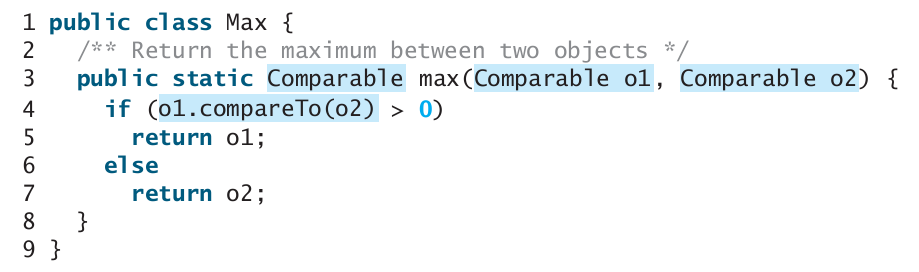 1 public class Max {
2   /** Return the maximum between two objects */
3   public static Comparable max(Comparable o1, Comparable o2) {
4     if (o1.compareTo(o2) > 0)
5       return o1;
6     else
7       return o2;
8   }
9 }